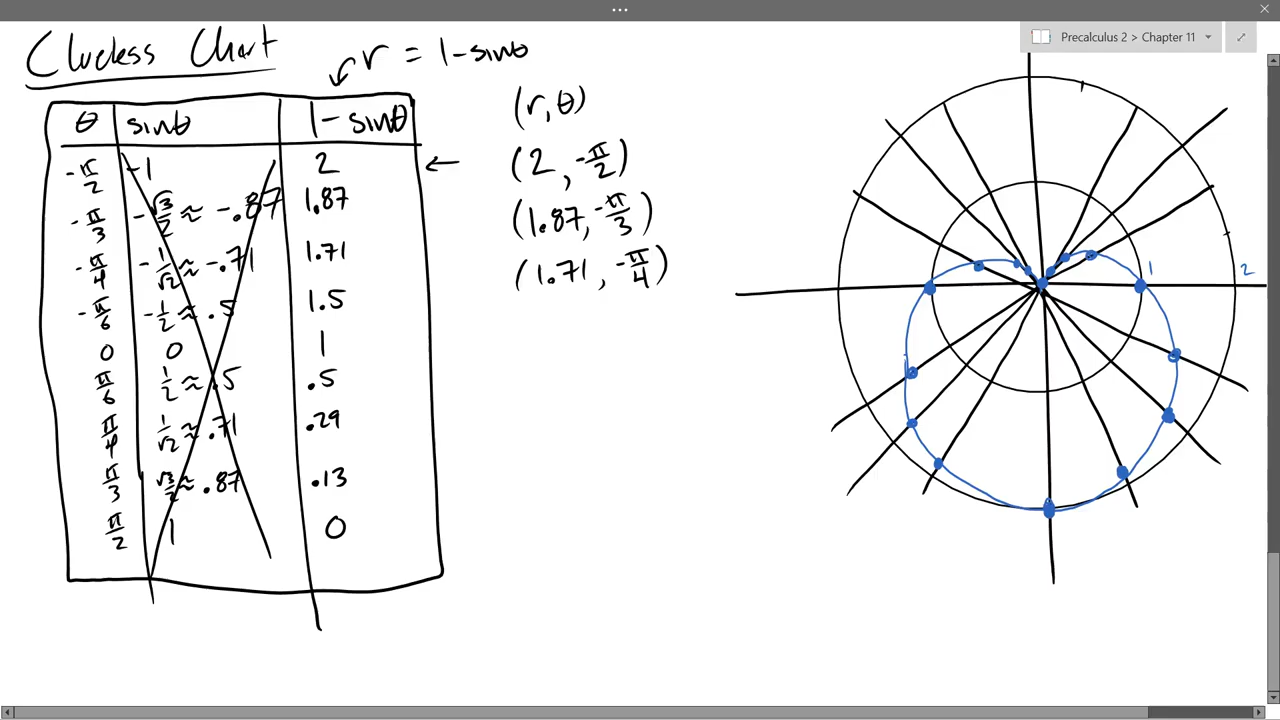 Clueless Chart
r = 1-sinθ
θ sinθ 1- sinθ
-π/2 -1 2 ←
-π/3 -√3/2 ≈ -.87 1.87
-π/4 -1/√2 ≈ -.71 1.71
-π/6 -1/2 ≈ .5 1.5
0 0 1
π/6 1/2 ≈ .5 .5
π/4 1/√2 ≈ .71 .29
π/3 √3/2 ≈ .87 .13
π/2 1 0
(r, θ)
(2, -π/2)
(1.87, -π/3)
(1.71, -π/4)
Precalculus 2 > Chapter 11
1 2